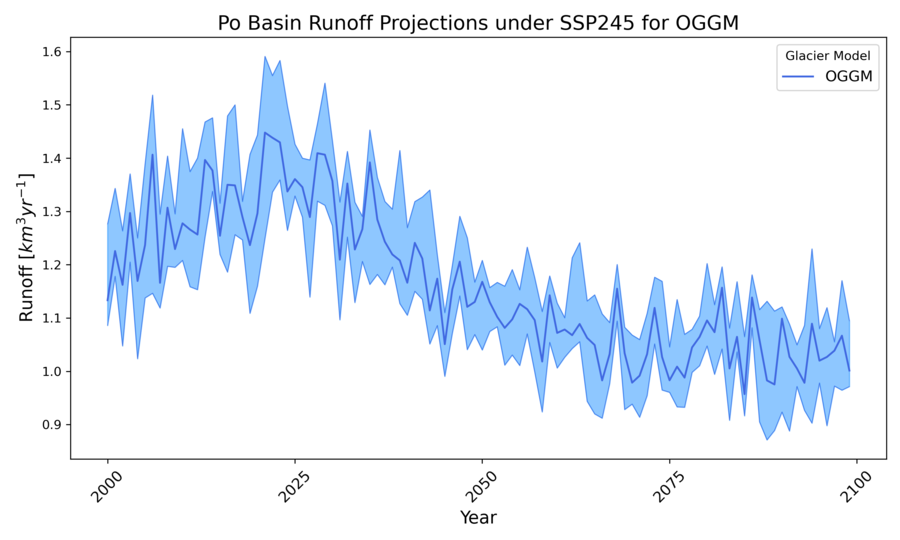 Po Basin Runoff Projections under SSP245 for OGGM
Glacier Model
OGGM
Runoff [km³yr⁻¹]
1.6
1.5
1.4
1.3
1.2
1.1
1.0
0.9
2000
2025
2050
2075
2100
Year